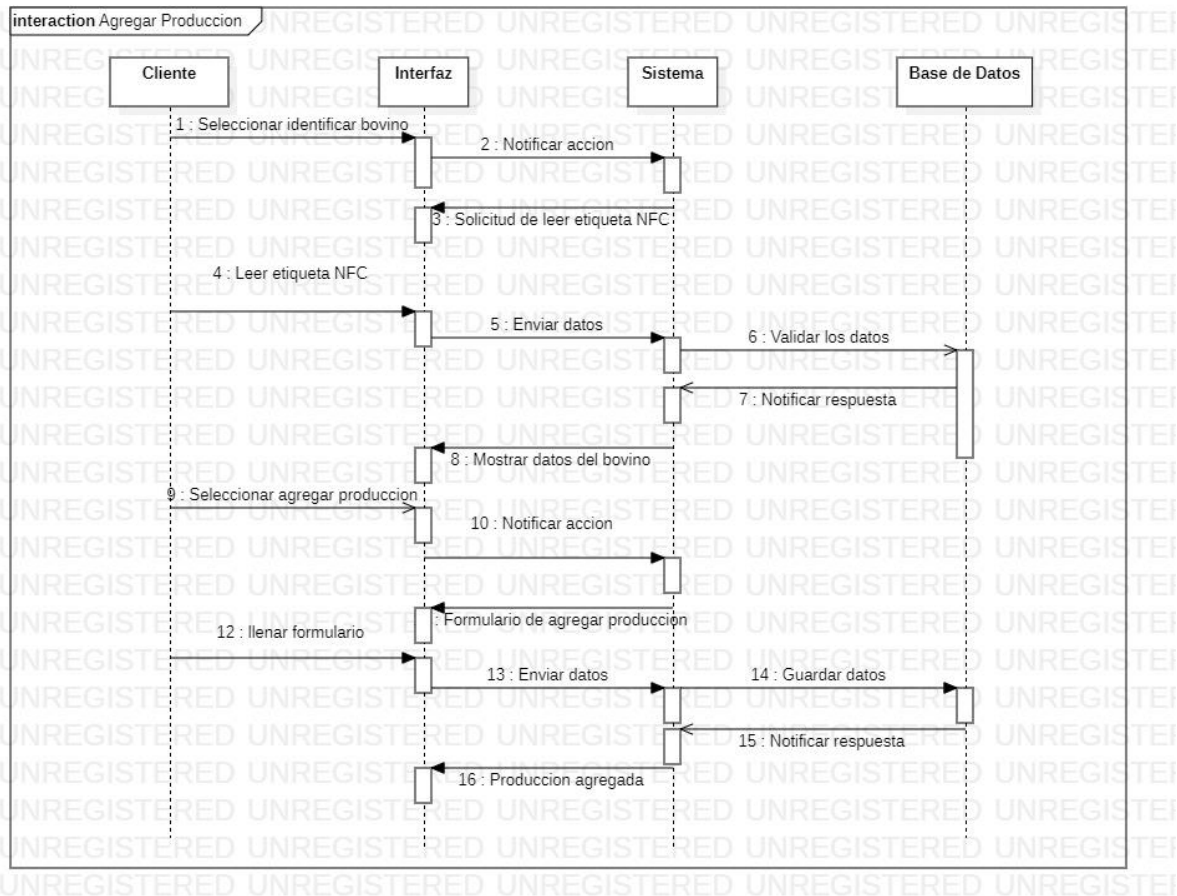 interaction Agregar Produccion
Cliente
Interfaz
Sistema
Base de Datos
1 : Seleccionar identificar bovino
2 : Notificar accion
3 : Solicitud de leer etiqueta NFC
4 : Leer etiqueta NFC
5 : Enviar datos
6 : Validar los datos
7 : Notificar respuesta
8 : Mostrar datos del bovino
9 : Seleccionar agregar produccion
10 : Notificar accion
: Formulario de agregar produccion
12 : llenar formulario
13 : Enviar datos
14 : Guardar datos
15 : Notificar respuesta
16 : Produccion agregada
UNREGISTERED